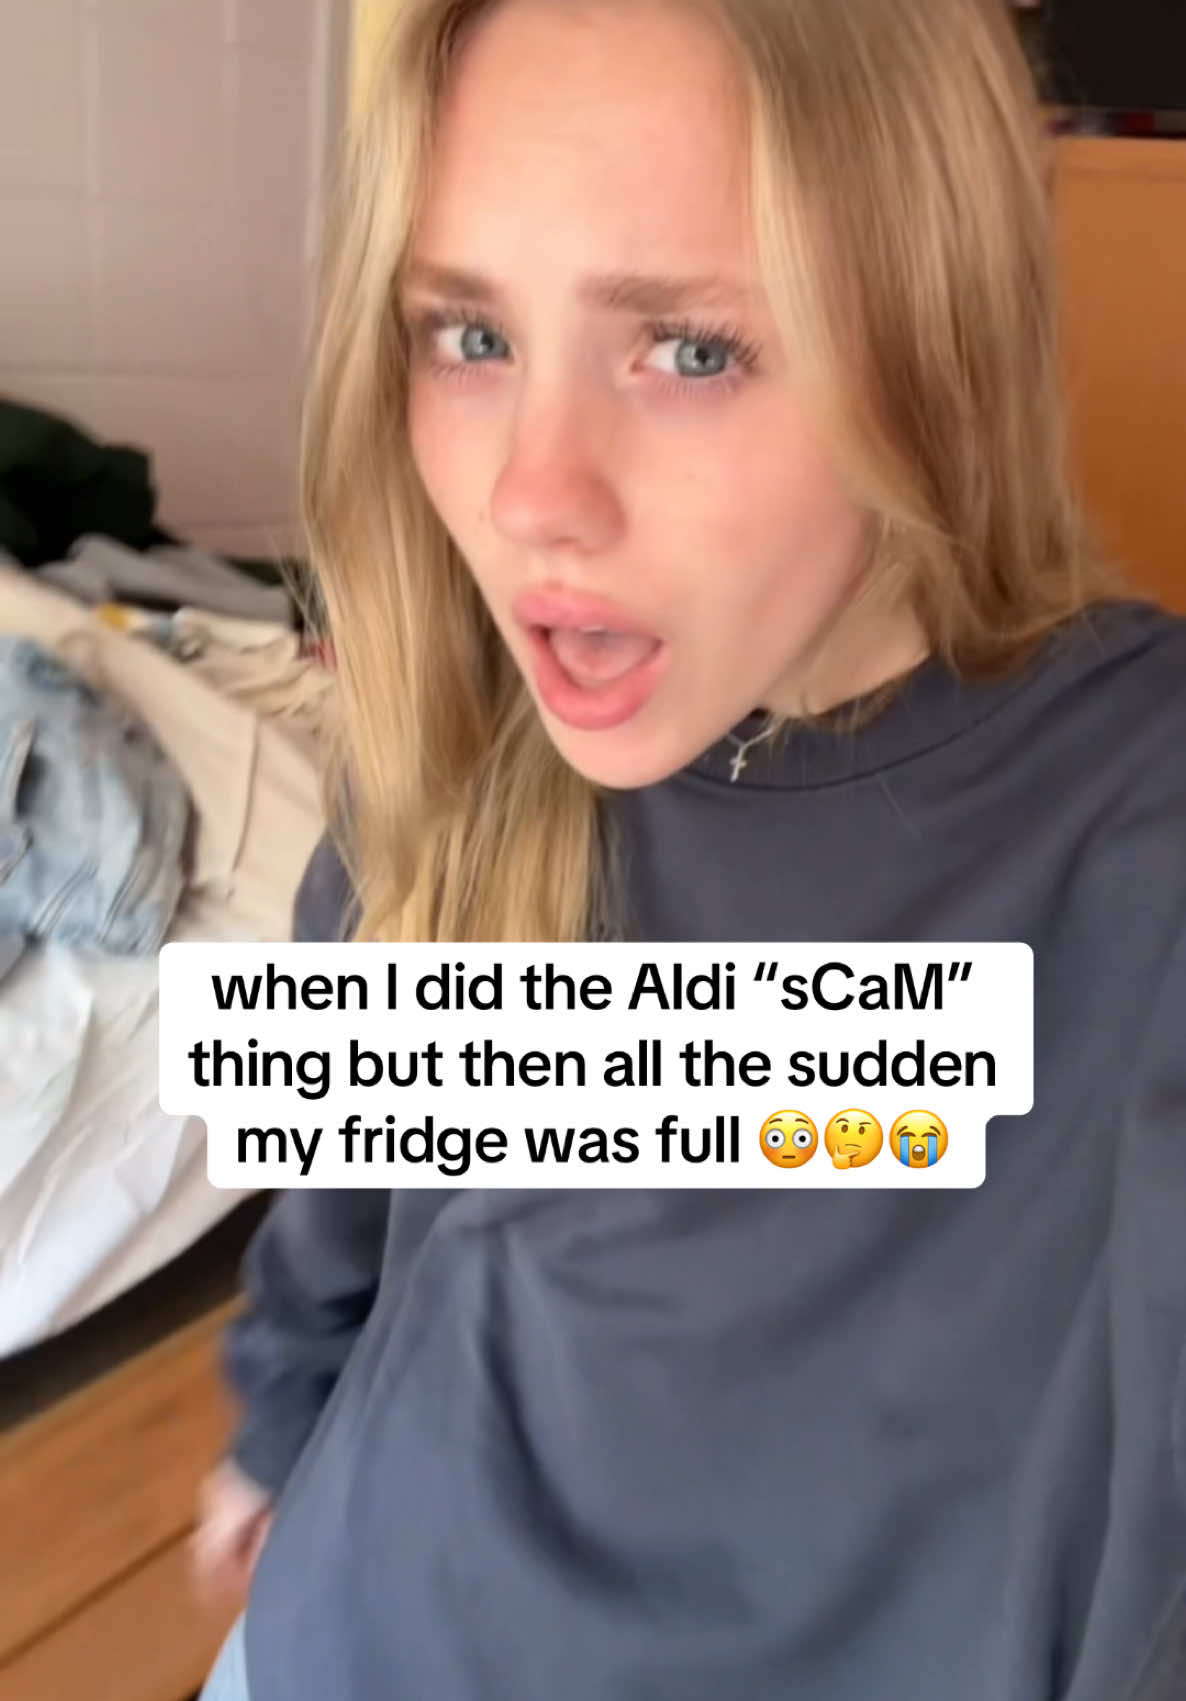 when I did the Aldi “sCaM”
thing but then all the sudden
my fridge was full 😳🤔😭